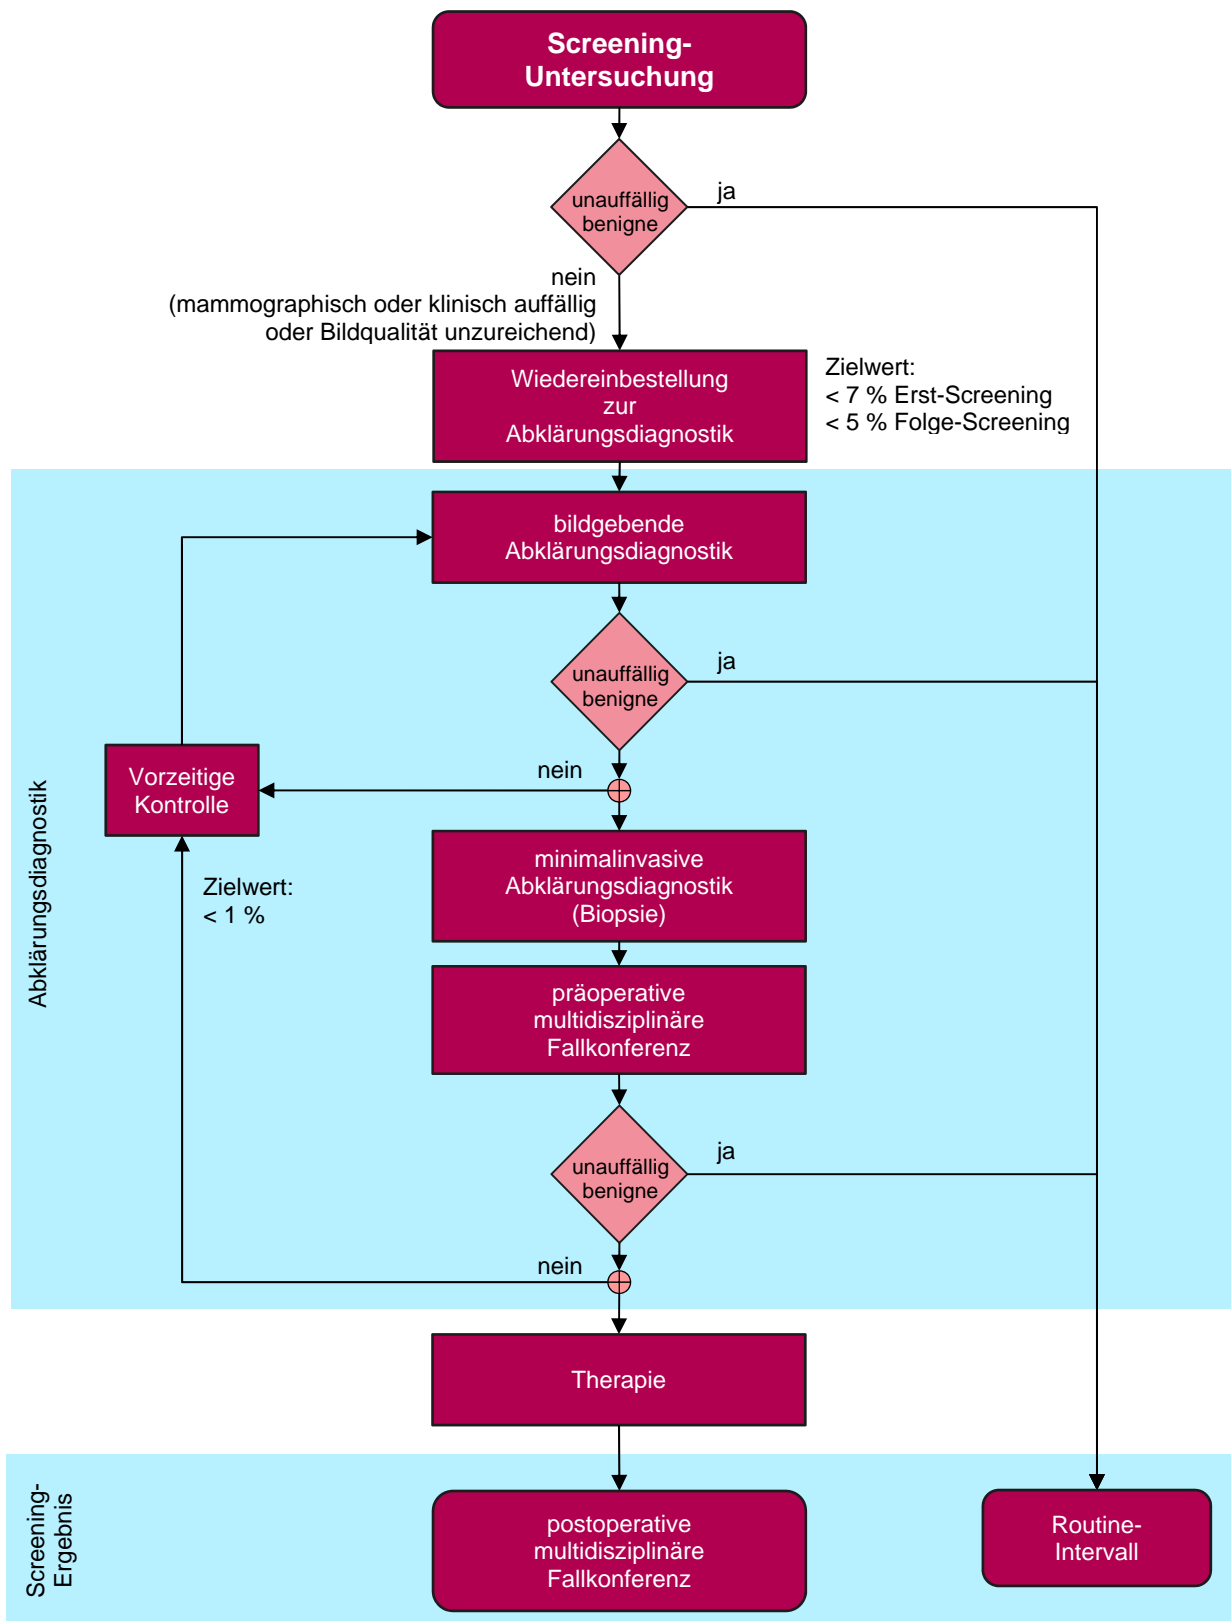 Screening-
Untersuchung
unauffällig
benigne
ja
nein
(mammographisch oder klinisch auffällig
oder Bildqualität unzureichend)
Wiedereinbestellung
zur
Abklärungsdiagnostik
Zielwert:
< 7 % Erst-Screening
< 5 % Folge-Screening
bildgebende
Abklärungsdiagnostik
unauffällig
benigne
ja
nein
Vorzeitige
Kontrolle
Abklärungsdiagnostik
minimalinvasive
Abklärungsdiagnostik
(Biopsie)
Zielwert:
< 1 %
präoperative
multidisziplinäre
Fallkonferenz
unauffällig
benigne
ja
nein
Therapie
Screening-
Ergebnis
postoperative
multidisziplinäre
Fallkonferenz
Routine-
Intervall